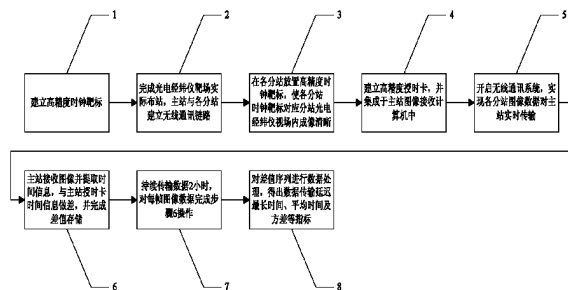 1
2
3
4
5
建立高精度时钟靶标
完成光电经纬仪靶场实
际布站，主站与各分站
建立无线通讯链路
在各分站放置高精度时
钟靶标，使各分站
时钟靶标对应分站光电
经纬仪视场内成像清晰
建立高精度授时卡，并
集成于主站图像接收计
算机中
开启无线通讯系统，实
现各分站图像数据对主
站实时传输
主站接收图像并提取时
间信息，与主站授时卡
时间信息做差，并完成
差值存储
持续传输数据2小时，
对每帧图像数据完成步
骤6操作
对差值序列进行数据处
理，得出数据传输延迟
最长时间、平均时间及
方差等指标
6
7
8